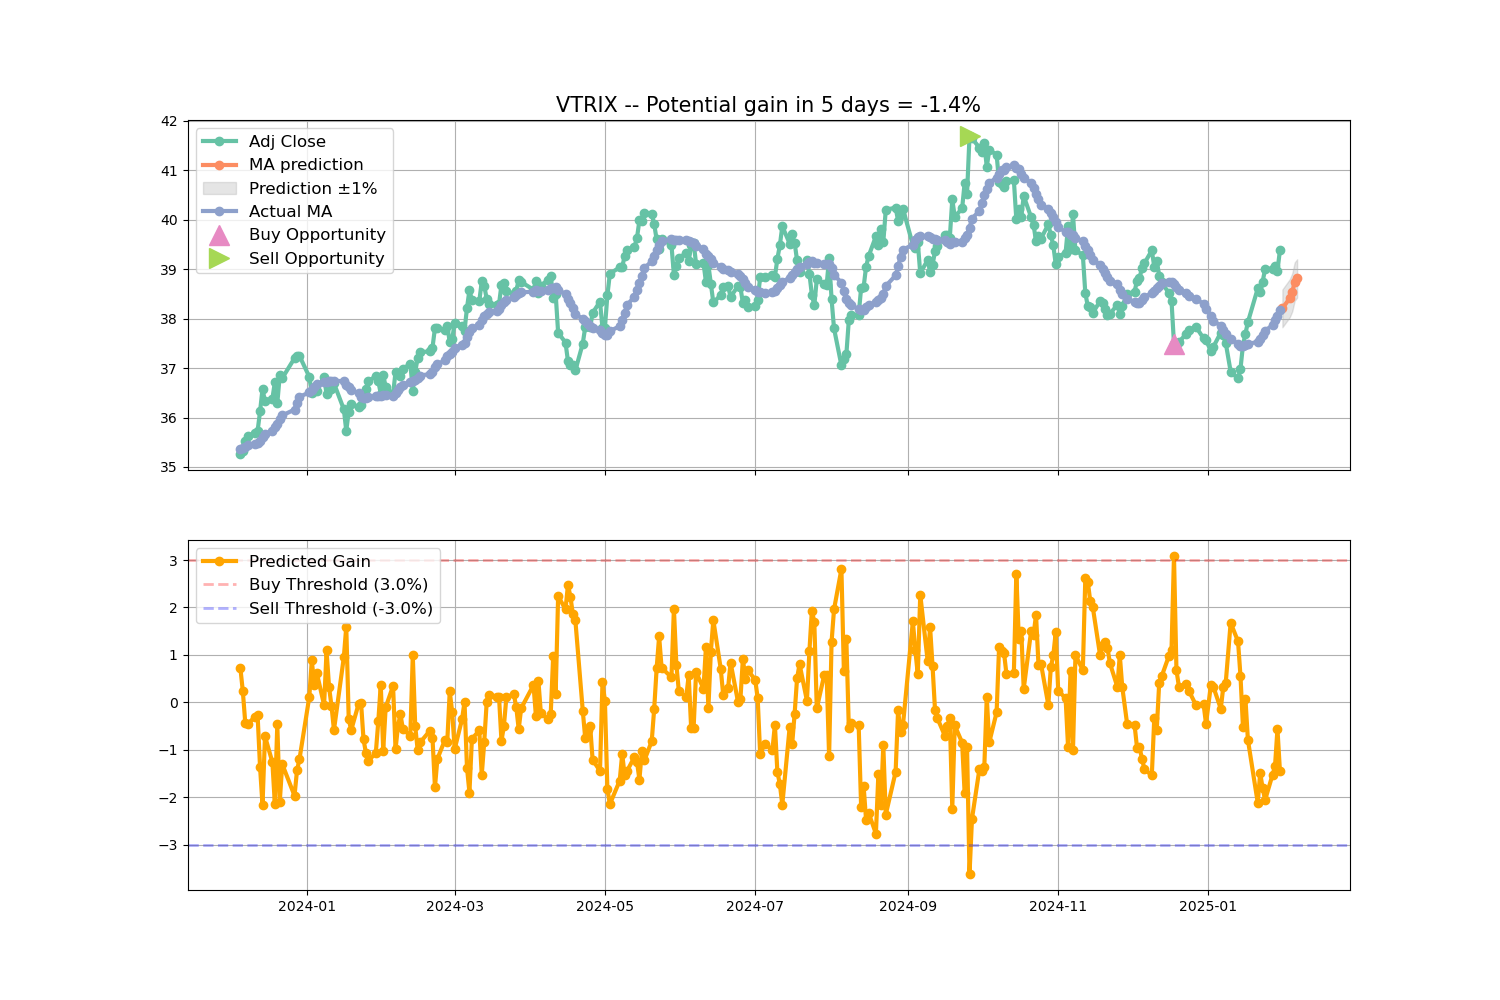 VTRIX -- Potential gain in 5 days = -1.4%
42
41
40
39
38
37
36
35
Adj Close
MA prediction
Prediction ±1%
Actual MA
Buy Opportunity
Sell Opportunity
3
2
1
0
−1
−2
−3
Predicted Gain
Buy Threshold (3.0%)
Sell Threshold (-3.0%)
2024-01
2024-03
2024-05
2024-07
2024-09
2024-11
2025-01